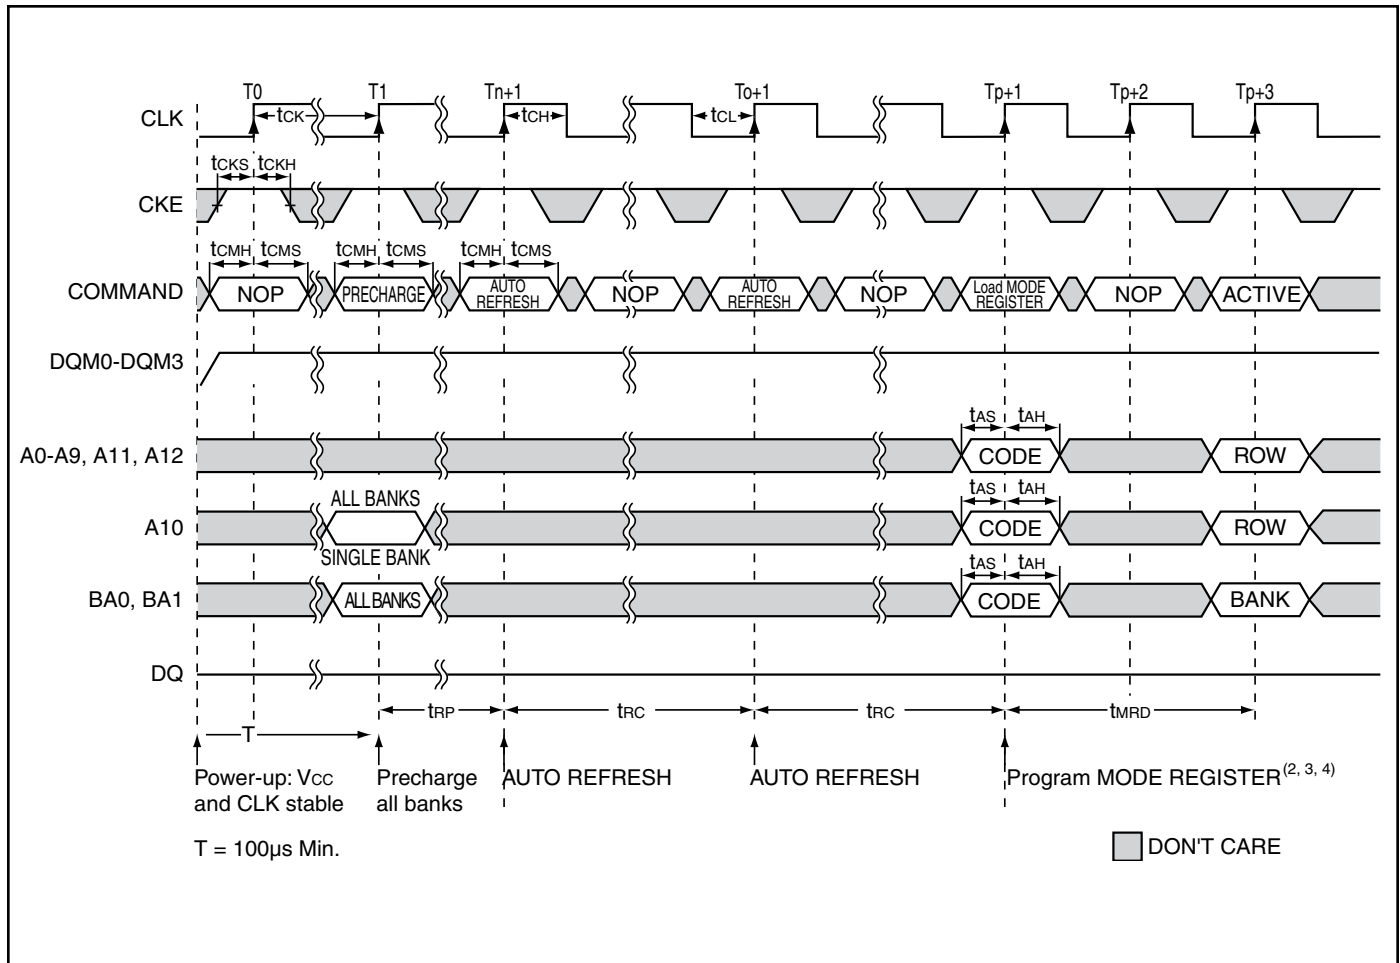 T0 T1 Tn+1 To+1 Tp+1 Tp+2 Tp+3
CLK tCK tCH tCL
tCKS tCKH
CKE
tCMH tCMS tCMH tCMS tCMH tCMS
COMMAND NOP PRECHARGE AUTO REFRESH NOP AUTO REFRESH NOP Load MODE REGISTER NOP ACTIVE
DQM0-DQM3
tAS tAH
A0-A9, A11, A12 CODE ROW
ALL BANKS tAS tAH
A10 CODE ROW
SINGLE BANK tAS tAH
BA0, BA1 ALL BANKS CODE BANK
DQ
tRP tRC tRC tMRD
T
Power-up: VCC Precharge AUTO REFRESH AUTO REFRESH Program MODE REGISTER(2, 3, 4)
and CLK stable all banks
T = 100µs Min. DON'T CARE